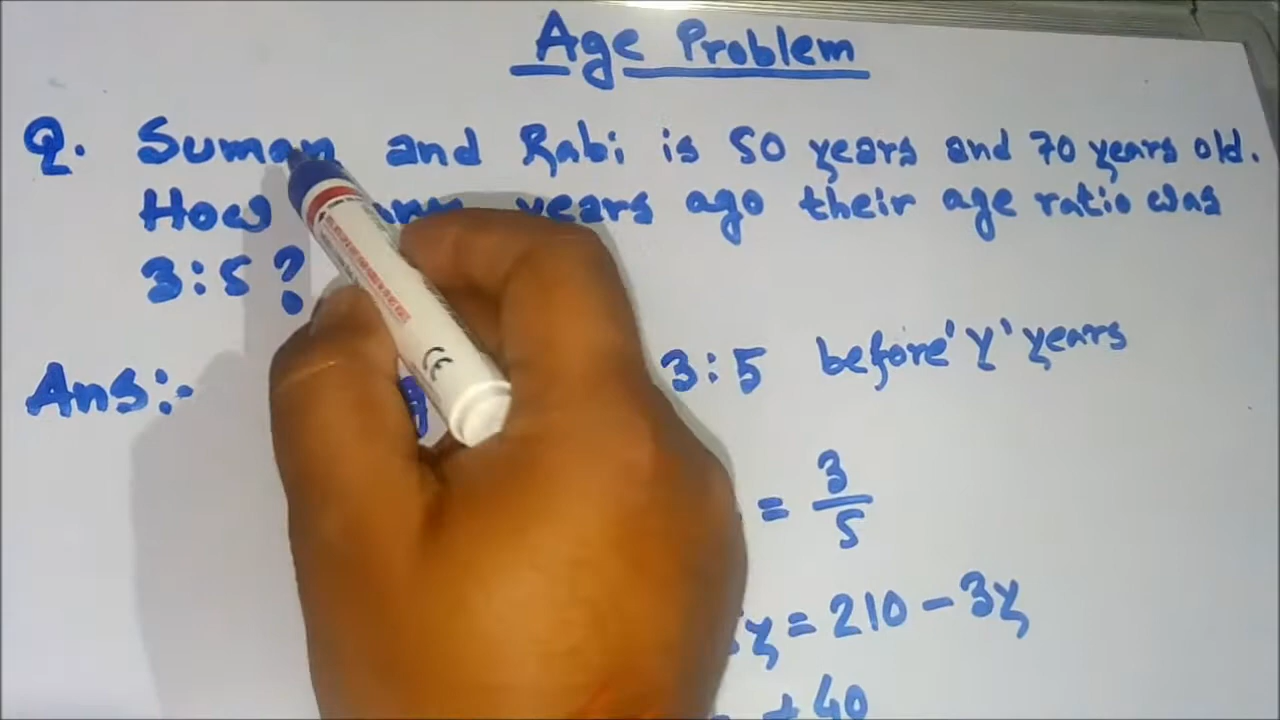 Age Problem
Q. Suman and Rabi is 50 years and 70 years old.
How years ago their age ratio was
3:5?
Ans:- 3:5 before 'y' years
= 3/5
y = 210 - 3y
40